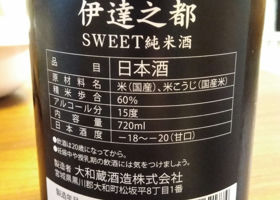 伊達之都
SWEET純米酒
日本酒
原材料名 米(国産)、米こうじ(国産米)
精米歩合 60%
アルコール分 15度
内容量 720ml
日本酒度 -18~-20(甘口)
●飲酒は20歳になってから。
●妊娠中や授乳期の飲酒には気をつけましょう。
製造者 大和蔵酒造株式会社
宮城県黒川郡大和町松坂平8丁目1番
製造年月